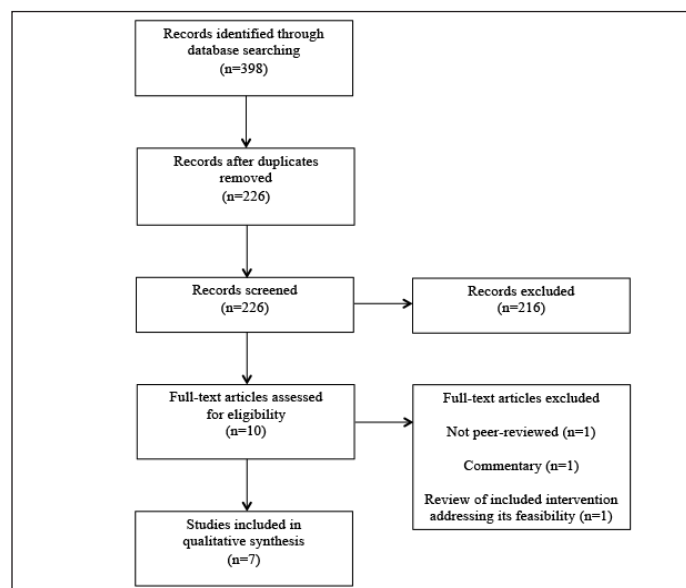 Records identified through
database searching
(n=398)
Records after duplicates
removed
(n=226)
Records screened
(n=226)
Records excluded
(n=216)
Full-text articles assessed
for eligibility
(n=10)
Full-text articles excluded
Not peer-reviewed (n=1)
Commentary (n=1)
Review of included intervention
addressing its feasibility (n=1)
Studies included in
qualitative synthesis
(n=7)